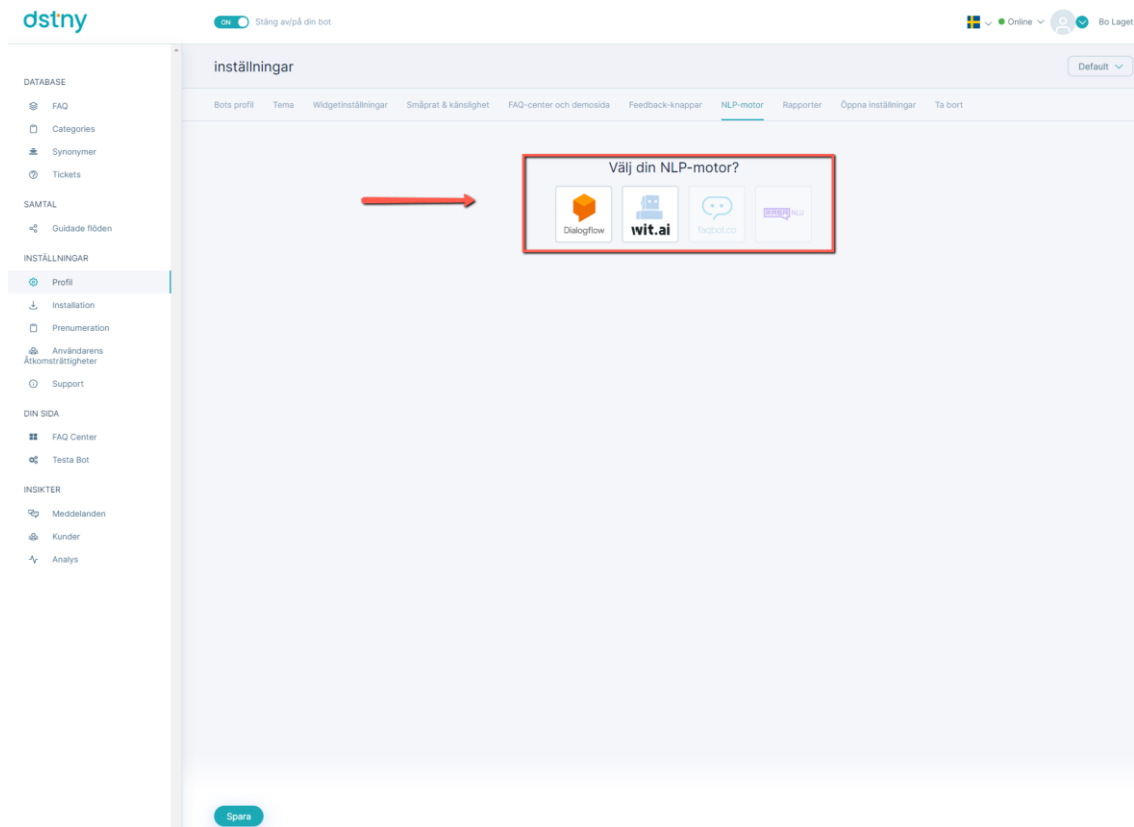 dstny
ON Stäng av/på din bot
Online
Bo Laget
DATABASE
FAQ
Categories
Synonymer
Tickets
SAMTAL
Guidade flöden
INSTÄLLNINGAR
Profil
Installation
Prenumeration
Användarens
Åtkomsträttigheter
Support
DIN SIDA
FAQ Center
Testa Bot
INSIKTER
Meddelanden
Kunder
Analys
inställningar
Default
Bots profil Tema Widgetinställningar Småprat & känslighet FAQ-center och demosida Feedback-knappar NLP-motor Rapporter Öppna inställningar Ta bort
Välj din NLP-motor?
Dialogflow
wit.ai
faqbot.co
RASA NLU
Spara